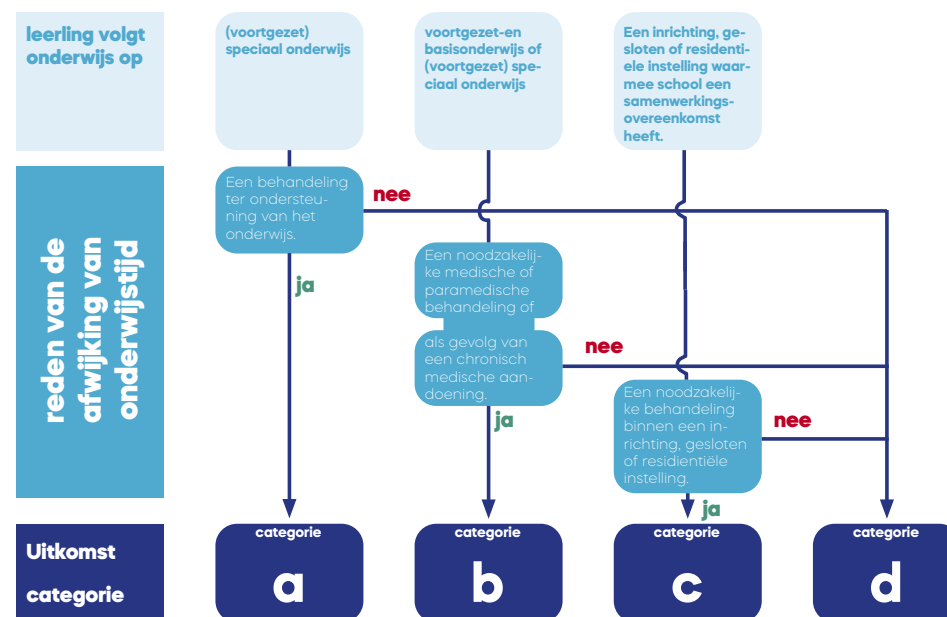 leerling volgt
onderwijs op
(voortgezet)
speciaal onderwijs
voortgezet-en
basisonderwijs of
(voortgezet) spe-
ciaal onderwijs
Een inrichting, ge-
sloten of residenti-
ele instelling waar-
mee school een
samenwerkings-
overeenkomst
heeft.
reden van de
afwijking van
onderwijstijd
Een behandeling
ter ondersteu-
ning van het
onderwijs.
nee
ja
Een noodzakelij-
ke medische of
paramedische
behandeling of
als gevolg van
een chronisch
medische aan-
doening.
nee
ja
Een noodzakelij-
ke behandeling
binnen een in-
richting, gesloten
of residientiële
instelling.
nee
ja
Uitkomst
categorie
categorie
a
categorie
b
categorie
c
categorie
d